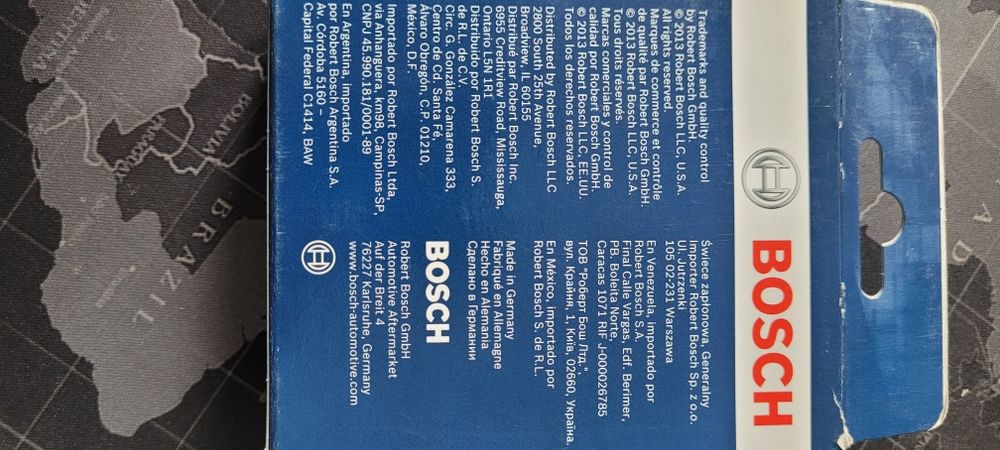 BOSCH
Trademarks and quality control
by Robert Bosch GmbH.
© 2013 Robert Bosch LLC, U.S.A.
All rights reserved.
Marques de commerce et contrôle
de qualité par Robert Bosch GmbH.
© 2013 Robert Bosch LLC, U.S.A.
Tous droits réservés.
Marcas comerciales y control de
calidad por Robert Bosch GmbH.
© 2013 Robert Bosch LLC, EE.UU.
Todos los derechos reservados.
Distributed by Robert Bosch LLC
2800 South 25th Avenue,
Broadview, IL 60155
Distribué par Robert Bosch Inc.
6955 Creditview Road, Mississauga,
Ontario L5N 1R1
Distribuido por Robert Bosch S.
de R.L. de C.V.
Circ. G. González Camarena 333,
Centro de Cd. Santa Fé,
Álvaro Obregón, C.P. 01210,
México, D.F.
Importado por Robert Bosch Ltda,
via Anhanguera, km98, Campinas-SP,
CNPJ 45.990.181/0001-89
En Argentina, importado
por Robert Bosch Argentina S.A.
Av. Córdoba 5160 –
Capital Federal C1414, BAW
Świece zapłonowa, Generalny
Importer Robert Bosch Sp. z o.o.
Ul. Jurzenki
105 02-231 Warszawa
En Venezuela, importado por
Robert Bosch S.A.
Final Calle Vargas, Edf. Berimer,
PB. Boleita Norte,
Caracas 1071 RIF J-00026785
ТОВ "Роберт Бош Лтд.",
вул. Крайня, 1, Київ, 02660, Україна.
En México, importado por
Robert Bosch S. de R.L.
Made in Germany
Fabriqué en Allemagne
Hecho en Alemania
Сделано в Германии
BOSCH
Robert Bosch GmbH
Automotive Aftermarket
Auf der Breit 4
76227 Karlsruhe, Germany
www.bosch-automotive.com
BOLIVIA
BRAZIL